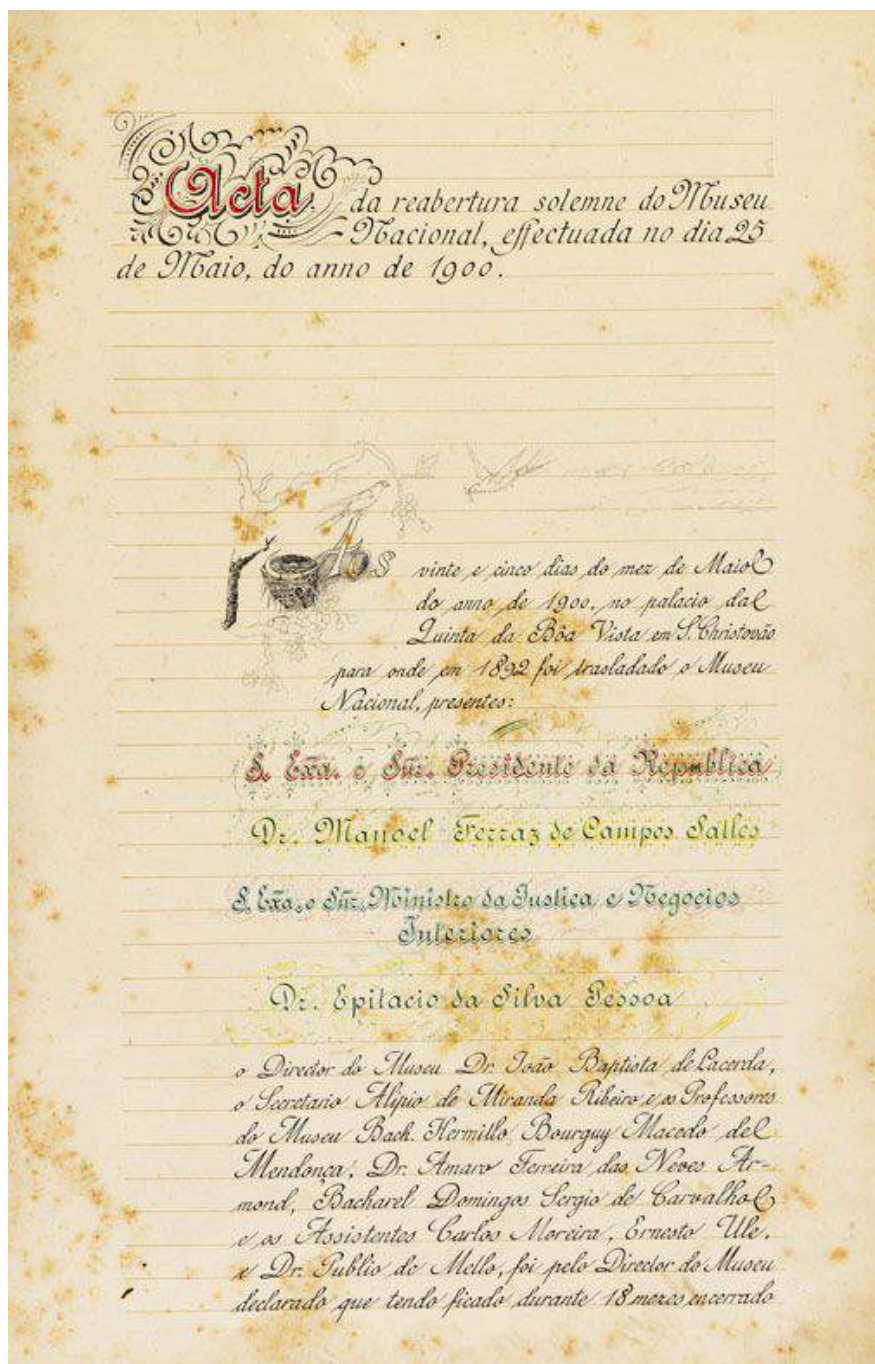 Acta da reabertura solemne do Museu
Nacional, effectuada no dia 25
de Maio, do anno de 1900.
Aos vinte e cinco dias do mez de Maio
do anno de 1900, no palacio da
Quinta da Bôa Vista em S. Christovão
para onde em 1892 foi trasladado o Museu
Nacional, presentes:
S. Exa. o Snr. Presidente da Republica
Dr. Manoel Ferraz de Campos Salles
S. Exa. o Snr. Ministro da Justica e Negocios
Interiores
Dr. Epitacio da Silva Pessoa
o Director do Museu Dr. João Baptista de Lacerda,
o Secretario Alipio de Miranda Ribeiro e os Professores
do Museu Bach. Hermillo Bourguy Macedo de
Mendonça, Dr. Amaro Ferreira das Neves Ar-
mond, Bacharel Domingos Sergio de Carvalho
e os Assistentes Carlos Moreira, Ernesto Ule,
e Dr. Publio de Mello, foi pelo Director do Museu
declarado que tendo ficado durante 18 mezes encerrado